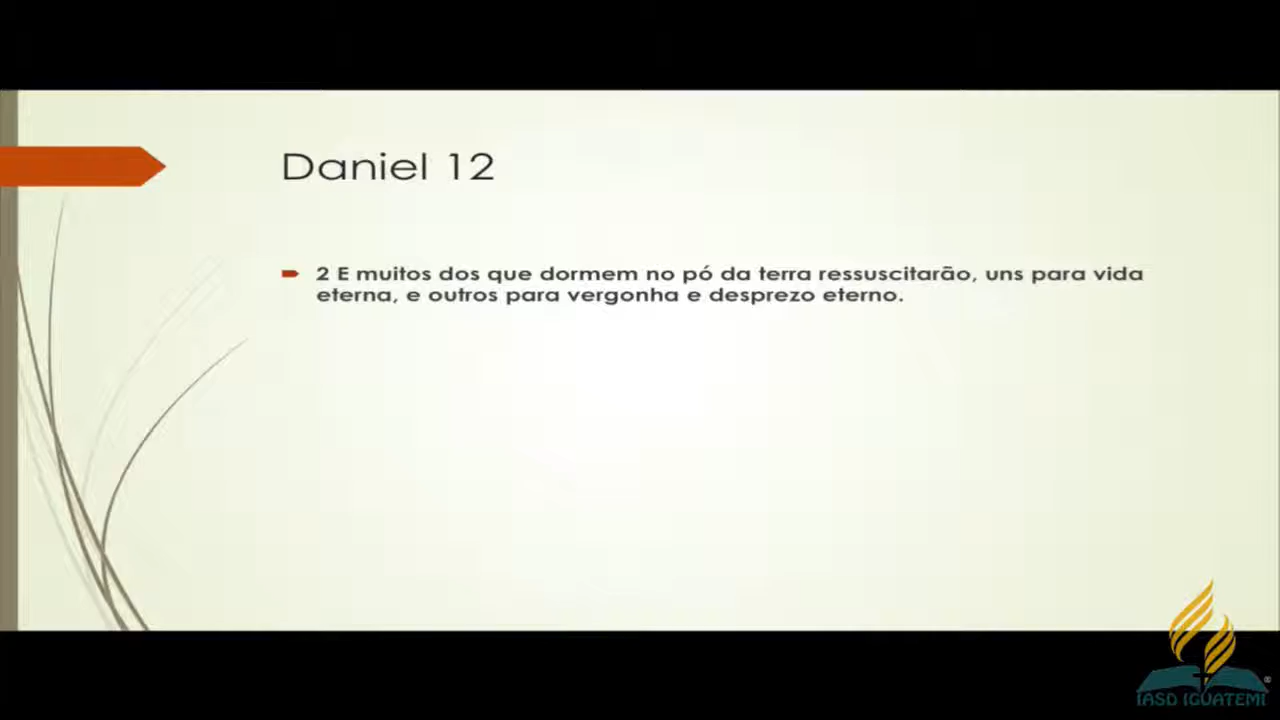 Daniel 12
2 E muitos dos que dormem no pó da terra ressuscitarão, uns para vida
eterna, e outros para vergonha e desprezo eterno.
IASD IGUATEMI